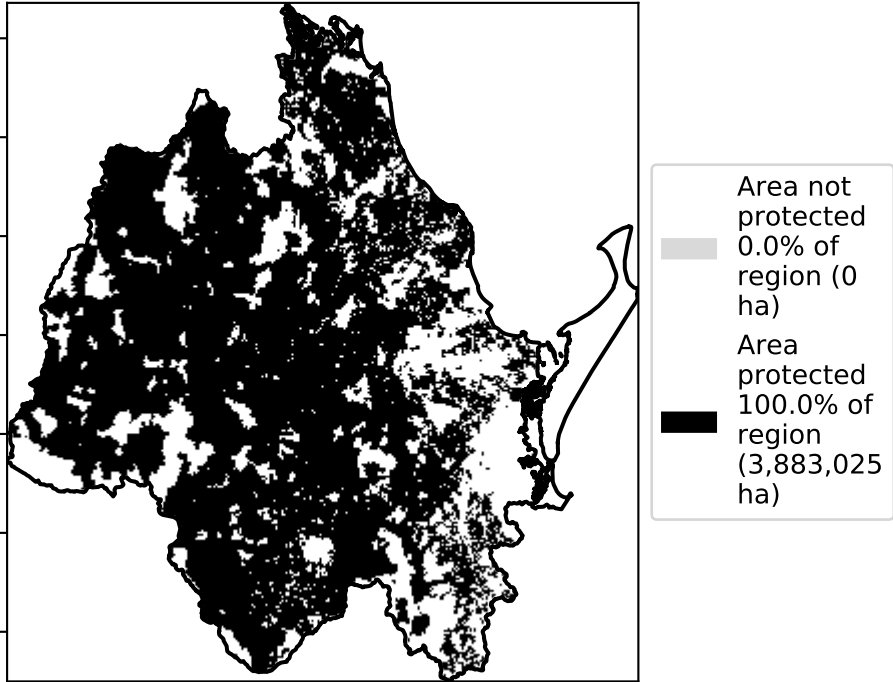 Area not
protected
0.0% of
region (0
ha)
Area
protected
100.0% of
region
(3,883,025
ha)